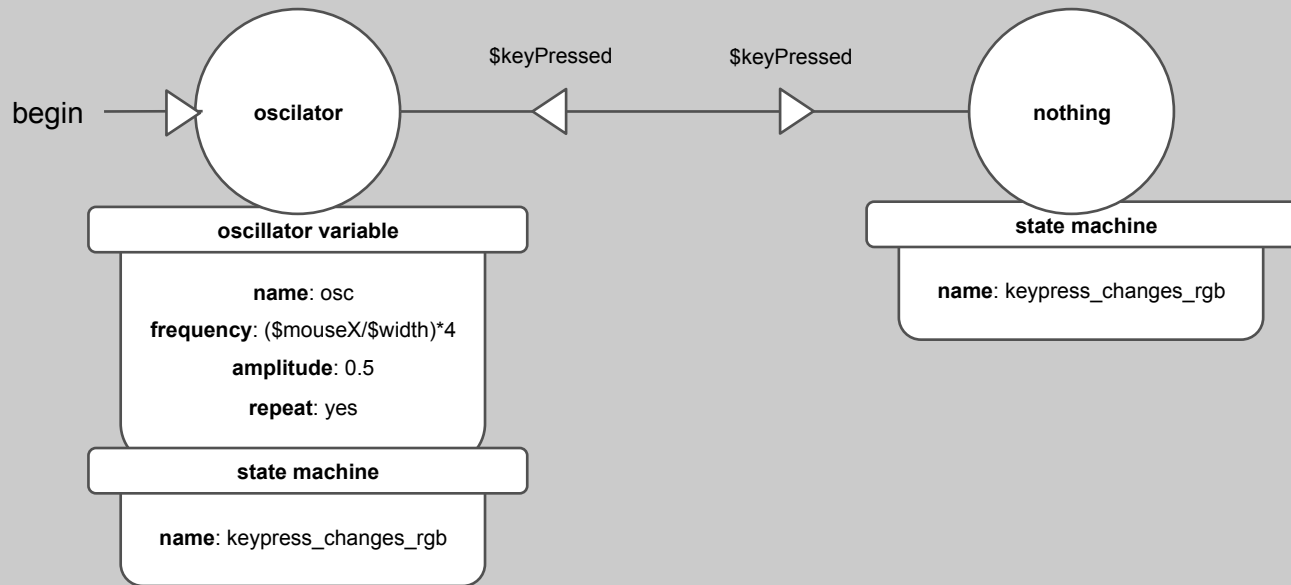 $keyPressed
$keyPressed
begin
oscilator
nothing
oscillator variable
name: osc
frequency: ($mouseX/$width)*4
amplitude: 0.5
repeat: yes
state machine
name: keypress_changes_rgb
state machine
name: keypress_changes_rgb